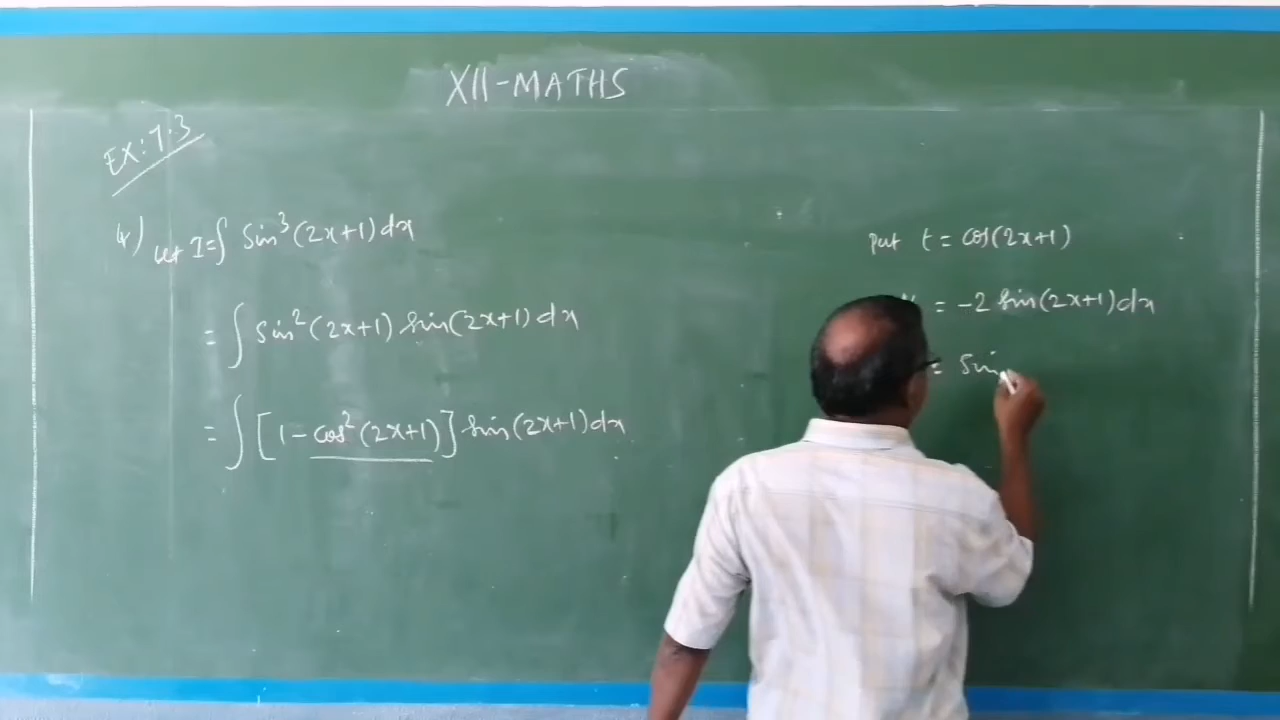 XII-MATHS
Ex: 7.3
4) Let I = ∫ Sin³(2x+1)dx
= ∫ Sin²(2x+1) Sin(2x+1)dx
= ∫ [1 - cos²(2x+1)] Sin(2x+1)dx
Put t = cos(2x+1)
= -2 Sin(2x+1)dx
= Sin